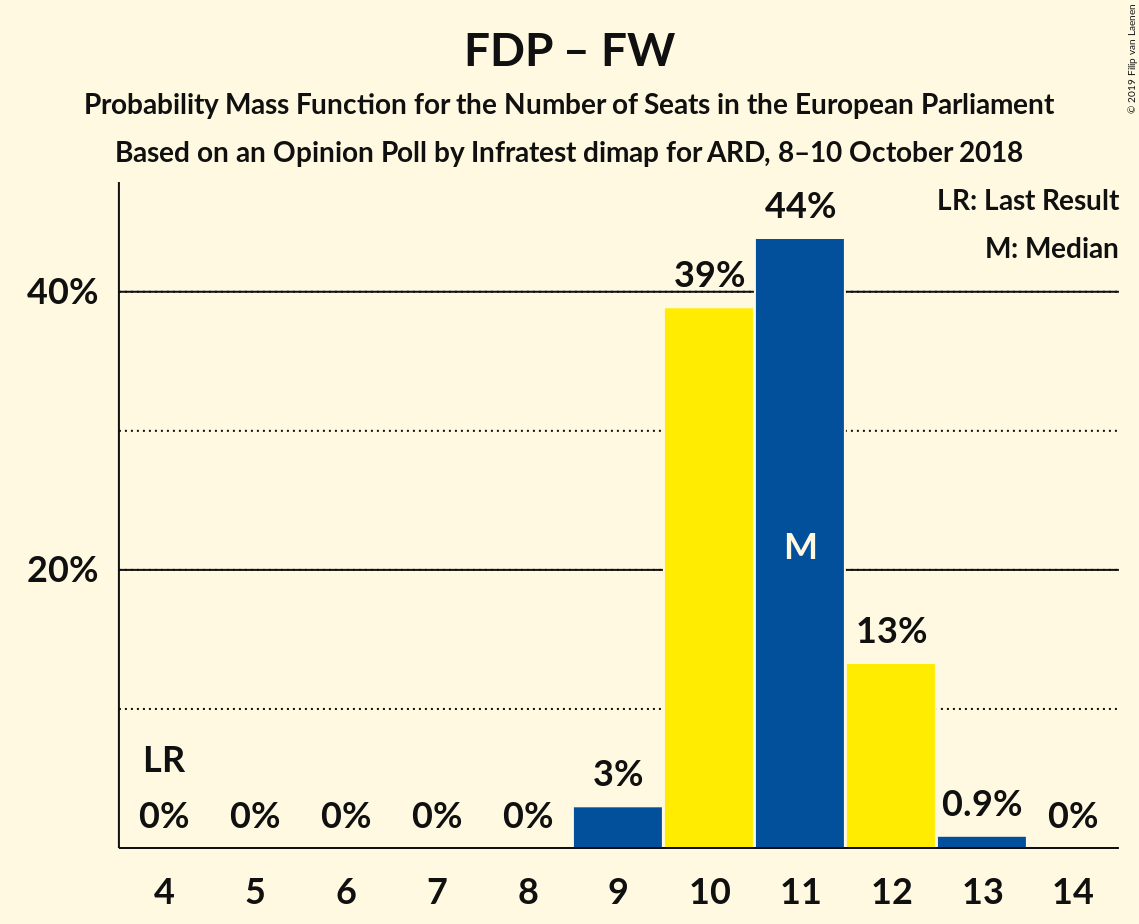 FDP – FW
Probability Mass Function for the Number of Seats in the European Parliament
Based on an Opinion Poll by Infratest dimap for ARD, 8–10 October 2018
© 2019 Filip van Laenen
LR: Last Result
M: Median
44%
39%
40%
M
20%
13%
LR
3%
0.9%
0% 0% 0% 0% 0% 0%
4 5 6 7 8 9 10 11 12 13 14